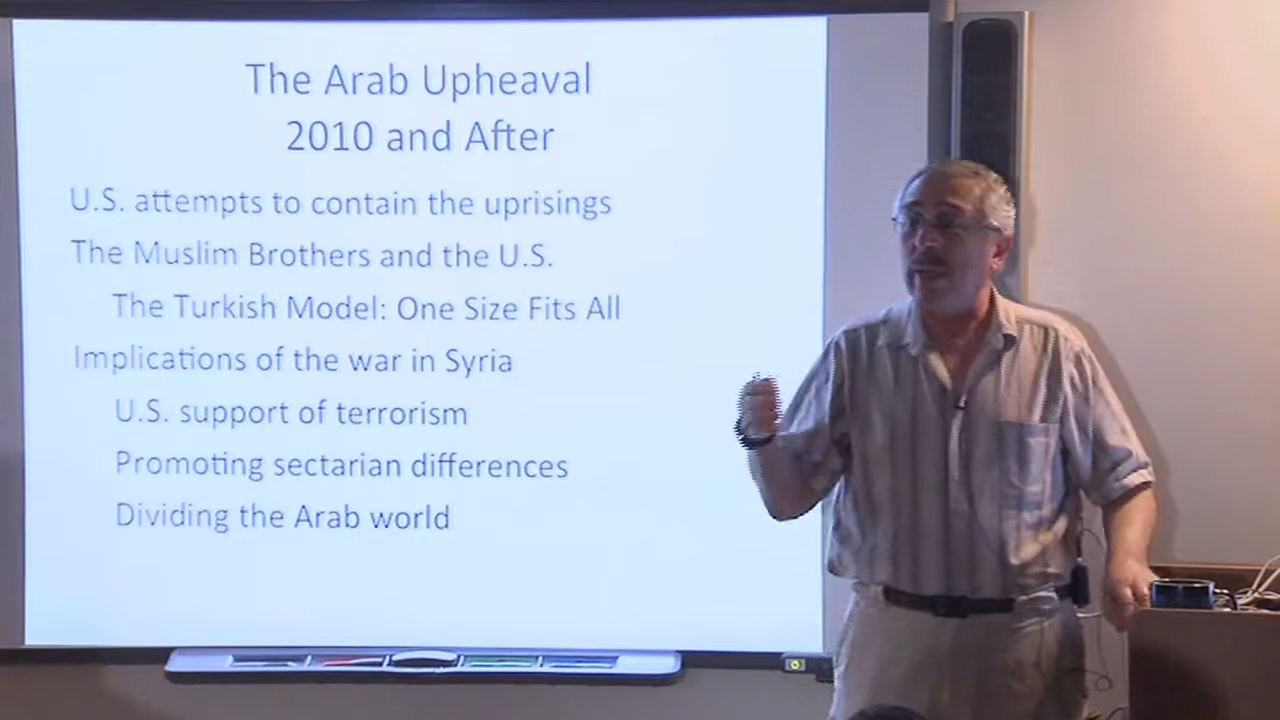 The Arab Upheaval
2010 and After
U.S. attempts to contain the uprisings
The Muslim Brothers and the U.S.
The Turkish Model: One Size Fits All
Implications of the war in Syria
U.S. support of terrorism
Promoting sectarian differences
Dividing the Arab world